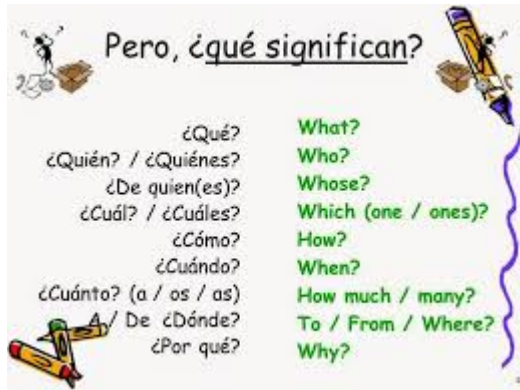 Pero, ¿qué significan?
¿Qué? What?
¿Quién? / ¿Quiénes? Who?
¿De quien(es)? Whose?
¿Cuál? / ¿Cuáles? Which (one / ones)?
¿Cómo? How?
¿Cuándo? When?
¿Cuánto? (a / os / as) How much / many?
A / De ¿Dónde? To / From / Where?
¿Por qué? Why?